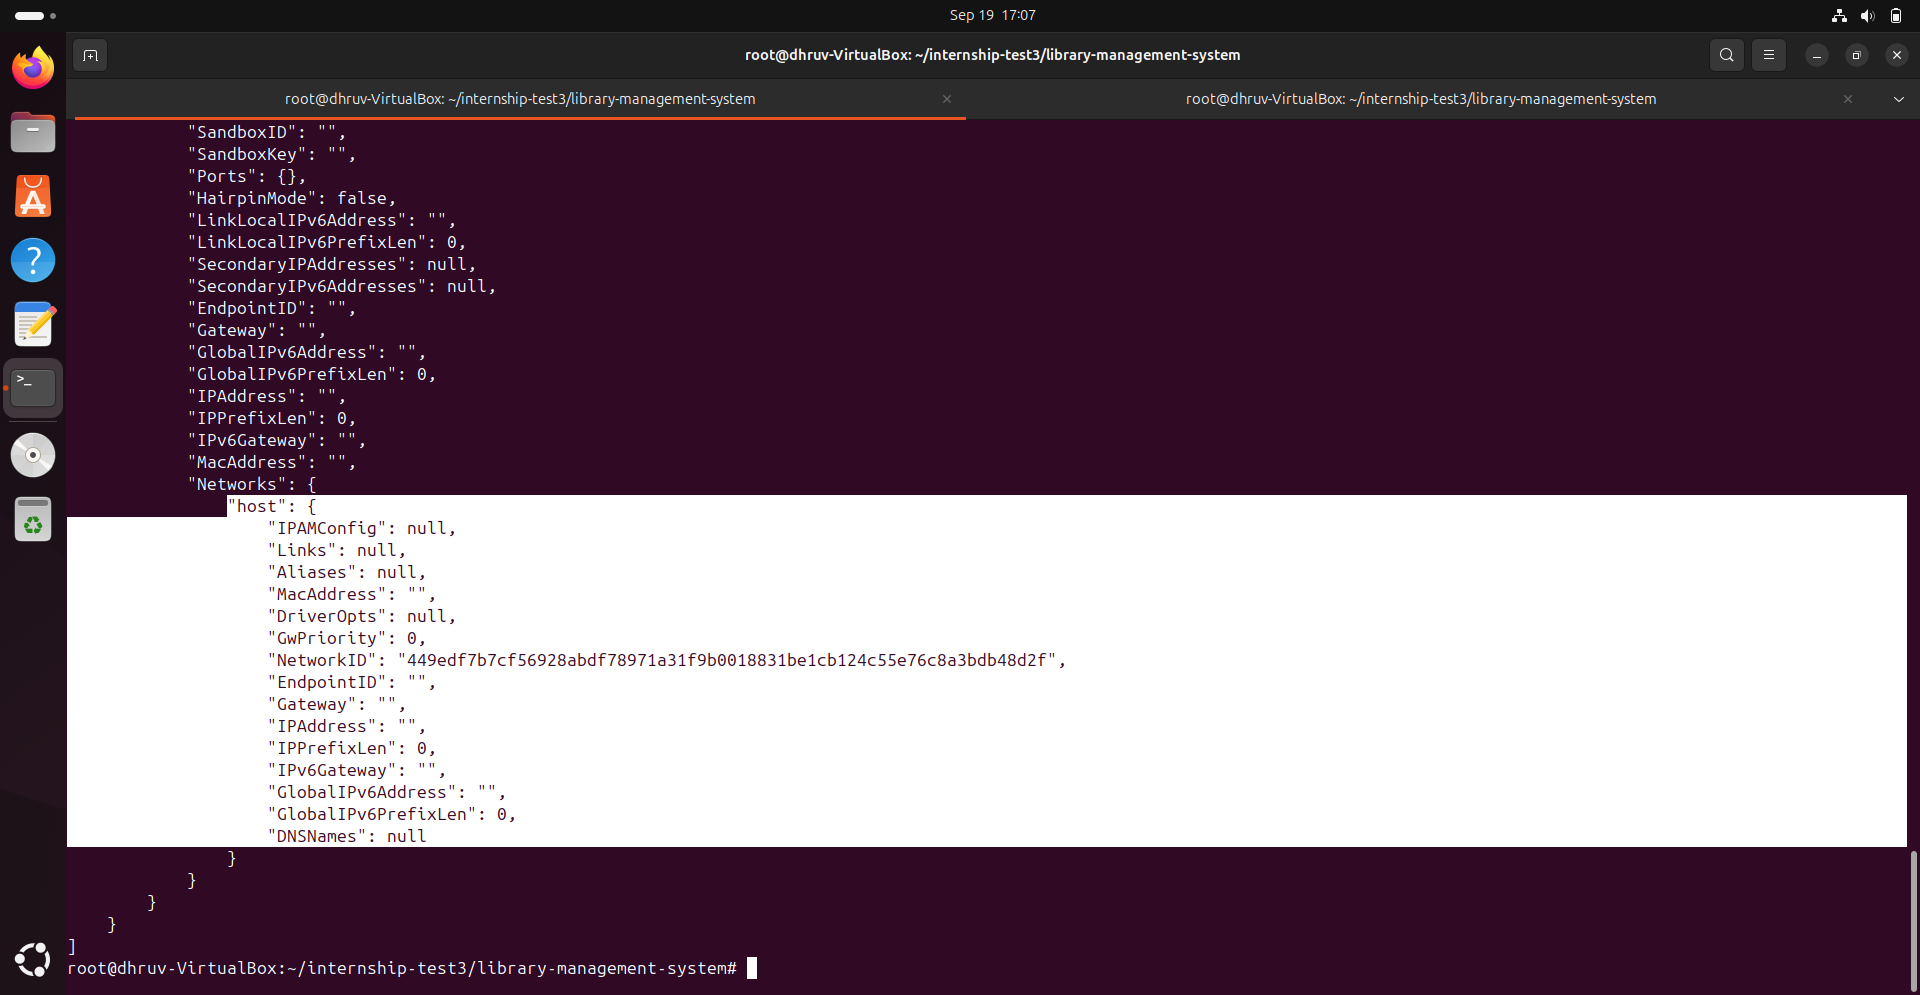 Sep 19 17:07
root@dhruv-VirtualBox: ~/internship-test3/library-management-system
root@dhruv-VirtualBox: ~/internship-test3/library-management-system
root@dhruv-VirtualBox: ~/internship-test3/library-management-system
"SandboxID": "",
"SandboxKey": "",
"Ports": {},
"HairpinMode": false,
"LinkLocalIPv6Address": "",
"LinkLocalIPv6PrefixLen": 0,
"SecondaryIPAddresses": null,
"SecondaryIPv6Addresses": null,
"EndpointID": "",
"Gateway": "",
"GlobalIPv6Address": "",
"GlobalIPv6PrefixLen": 0,
"IPAddress": "",
"IPPrefixLen": 0,
"IPv6Gateway": "",
"MacAddress": "",
"Networks": {
"host": {
"IPAMConfig": null,
"Links": null,
"Aliases": null,
"MacAddress": "",
"DriverOpts": null,
"GwPriority": 0,
"NetworkID": "449edf7b7cf56928abdf78971a31f9b0018831be1cb124c55e76c8a3bdb48d2f",
"EndpointID": "",
"Gateway": "",
"IPAddress": "",
"IPPrefixLen": 0,
"IPv6Gateway": "",
"GlobalIPv6Address": "",
"GlobalIPv6PrefixLen": 0,
"DNSNames": null
}
}
}
}
]
root@dhruv-VirtualBox:~/internship-test3/library-management-system#